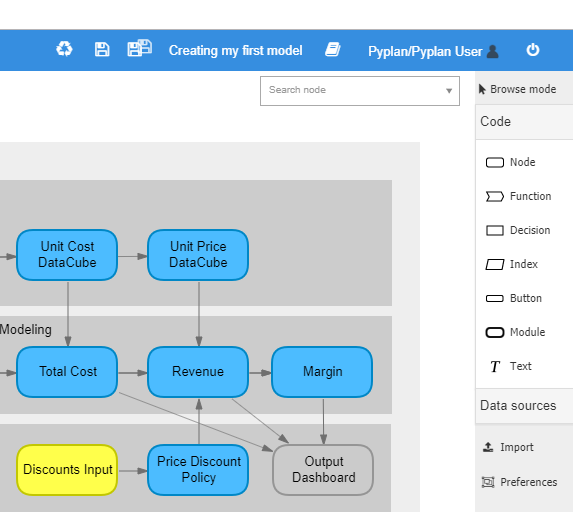 Creating my first model
Pyplan/Pyplan User
Search node
Browse mode
Code
Node
Function
Decision
Index
Button
Module
T Text
Data sources
Import
Preferences
Unit Cost
DataCube
Unit Price
DataCube
Modeling
Total Cost
Revenue
Margin
Discounts Input
Price Discount
Policy
Output
Dashboard